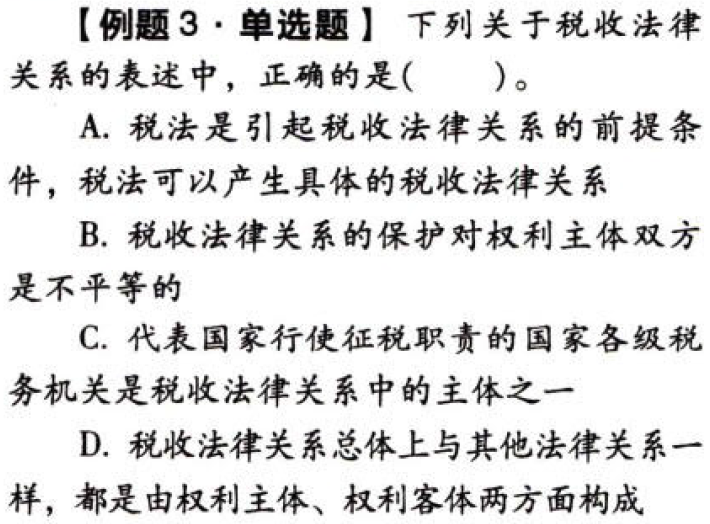 【例题3·单选题】 下列关于税收法律
关系的表述中，正确的是(　　)。
A. 税法是引起税收法律关系的前提条
件，税法可以产生具体的税收法律关系
B. 税收法律关系的保护对权利主体双方
是不平等的
C. 代表国家行使征税职责的国家各级税
务机关是税收法律关系中的主体之一
D. 税收法律关系总体上与其他法律关系一
样，都是由权利主体、权利客体两方面构成